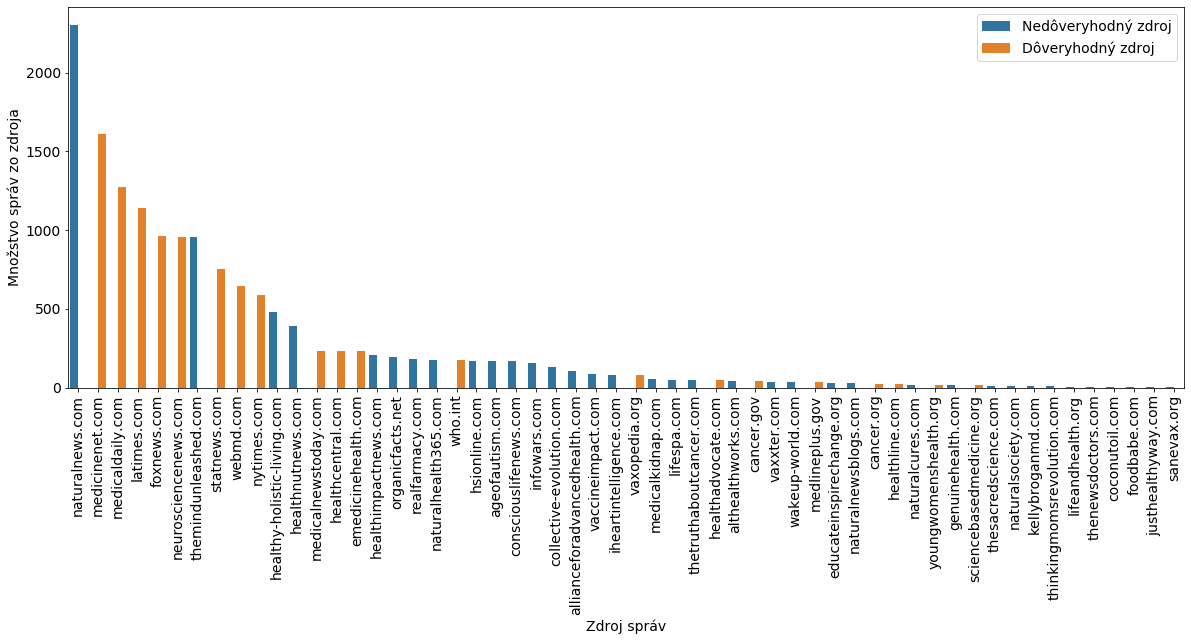 Nedôveryhodný zdroj
Dôveryhodný zdroj
Množstvo správ zo zdroja
2000
1500
1000
500
0
naturalnews.com
medicinenet.com
medicaldaily.com
latimes.com
foxnews.com
neurosciencenews.com
themindunleashed.com
statnews.com
webmd.com
nytimes.com
healthy-holistic-living.com
healthnutnews.com
medicalnewstoday.com
healthcentral.com
emedicinehealth.com
healthimpactnews.com
organicfacts.net
realfarmacy.com
naturalhealth365.com
who.int
hsionline.com
ageofautism.com
consciouslifenews.com
infowars.com
collective-evolution.com
allianceforadvancedhealth.com
vaccineimpact.com
iheartintelligence.com
vaxopedia.org
medicalkidnap.com
lifespa.com
thetruthaboutcancer.com
healthadvocate.com
althealthworks.com
cancer.gov
vaxxter.com
wakeup-world.com
medlineplus.gov
educateinspirechange.org
naturalnewsblogs.com
cancer.org
healthline.com
naturalcures.com
youngwomenshealth.org
genuinehealth.com
sciencebasedmedicine.org
thesacredscience.com
naturalsociety.com
kellybroganmd.com
thinkingmomsrevolution.com
lifeandhealth.org
thenewsdoctors.com
coconutoil.com
foodbabe.com
justhealthyway.com
sanevax.org
Zdroj správ